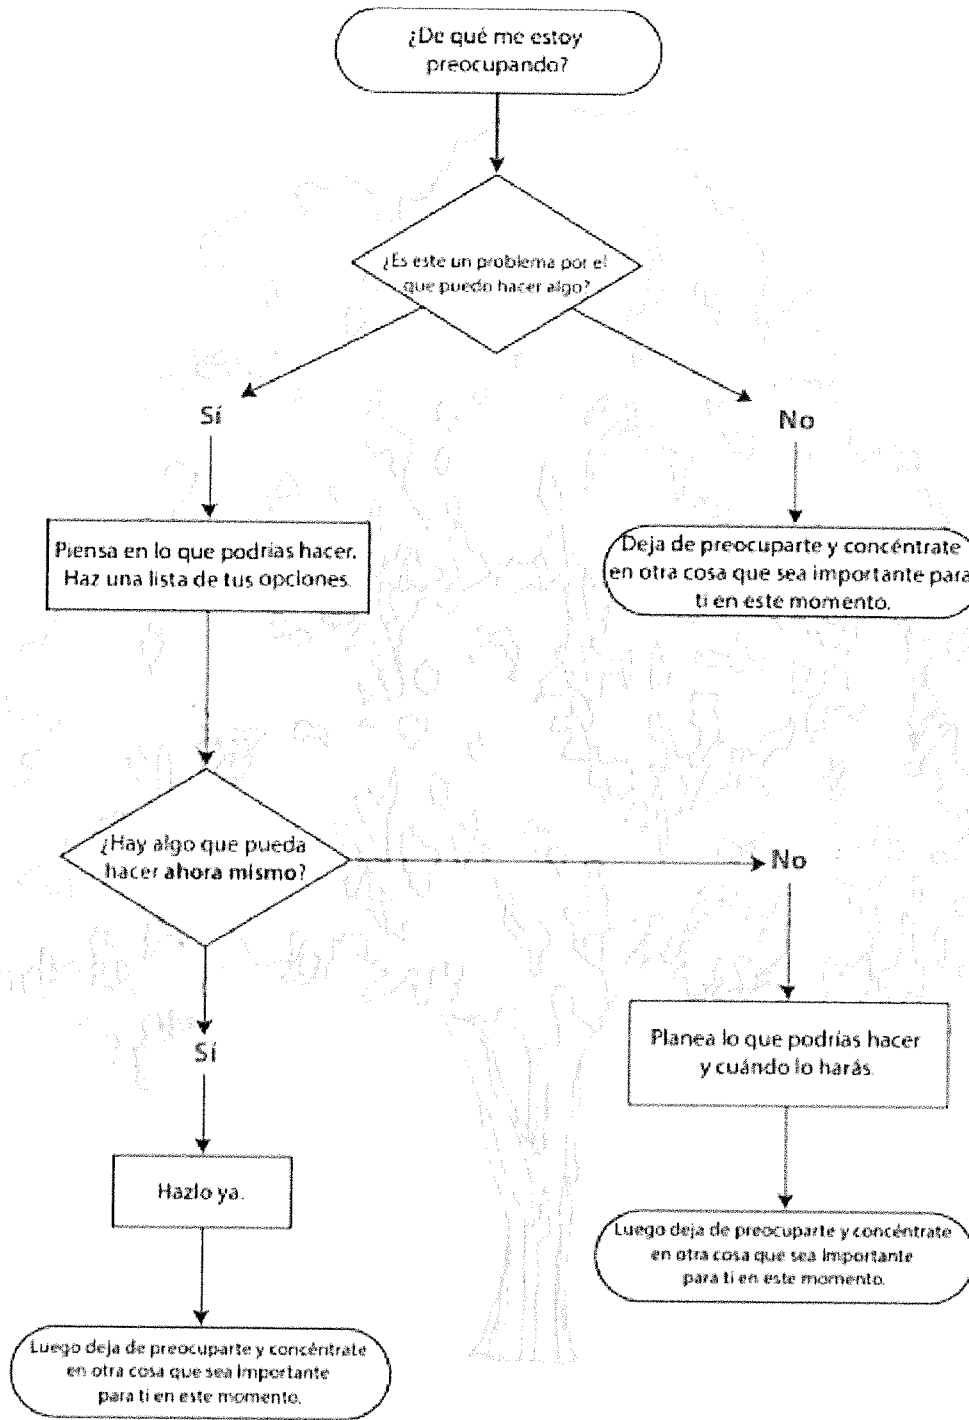 ¿De qué me estoy
preocupando?
¿Es este un problema por el
que puedo hacer algo?
Sí
No
Piensa en lo que podrías hacer.
Haz una lista de tus opciones.
Deja de preocuparte y concéntrate
en otra cosa que sea importante para
ti en este momento.
¿Hay algo que pueda
hacer ahora mismo?
No
Sí
Planea lo que podrías hacer
y cuándo lo harás.
Hazlo ya.
Luego deja de preocuparte y concéntrate
en otra cosa que sea importante
para ti en este momento.
Luego deja de preocuparte y concéntrate
en otra cosa que sea importante
para ti en este momento.